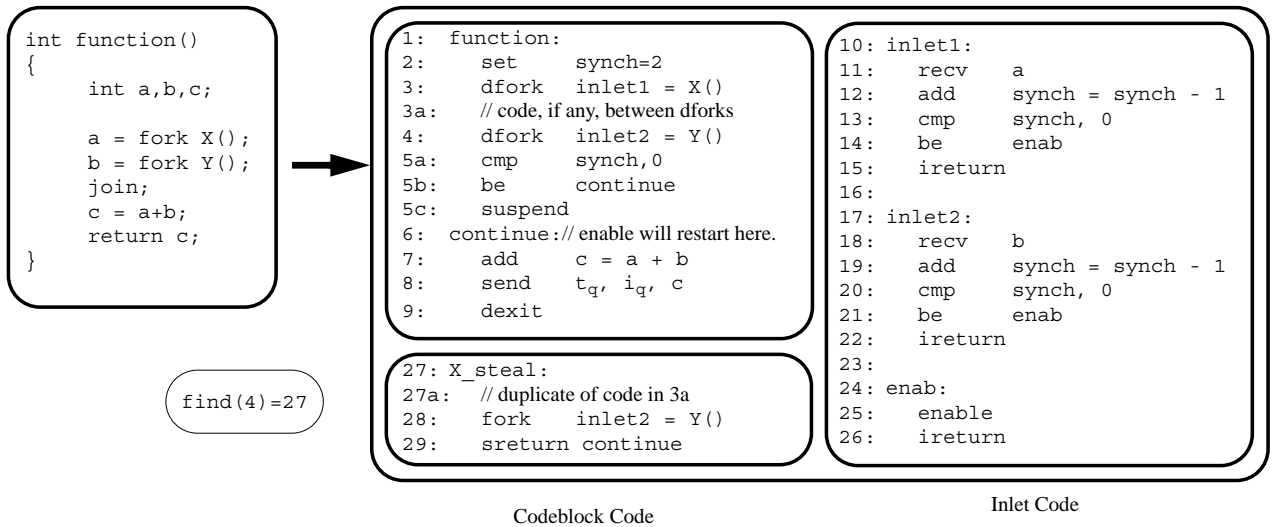 int function()
{
int a,b,c;
a = fork X();
b = fork Y();
join;
c = a+b;
return c;
}
find(4)=27
1: function:
2: set synch=2
3: dfork inlet1 = X()
3a: // code, if any, between dforks
4: dfork inlet2 = Y()
5a: cmp synch,0
5b: be continue
5c: suspend
6: continue:// enable will restart here.
7: add c = a + b
8: send t_q, i_q, c
9: dexit
27: X_steal:
27a: // duplicate of code in 3a
28: fork inlet2 = Y()
29: sreturn continue
Codeblock Code
10: inlet1:
11: recv a
12: add synch = synch - 1
13: cmp synch, 0
14: be enab
15: ireturn
16:
17: inlet2:
18: recv b
19: add synch = synch - 1
20: cmp synch, 0
21: be enab
22: ireturn
23:
24: enab:
25: enable
26: ireturn
Inlet Code